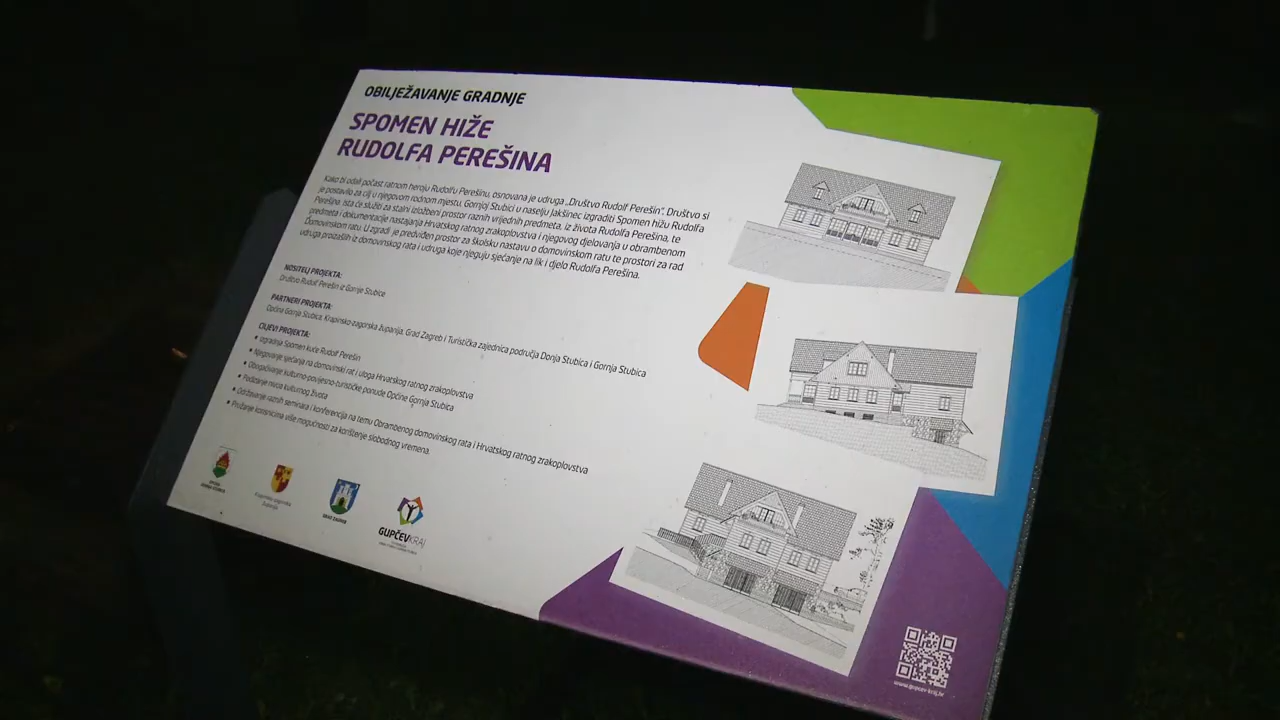 OBILJEŽAVANJE GRADNJE
SPOMEN HIŽE
RUDOLFA PEREŠINA
Kako bi odali počast ratnom heroju Rudolfu Perešinu, osnovana je udruga „Društvo Rudolf Perešin“. Društvo si
je postavilo za cilj u njegovom rodnom mjestu, Gornjoj Stubici u naselju Jakšinec izgraditi Spomen hižu Rudolfa
Perešina. Ista će služiti za stalni izložbeni prostor raznih vrijednih predmeta, iz života Rudolfa Perešina, te
predmeta i dokumentacije nastajanja Hrvatskog ratnog zrakoplovstva i njegovog djelovanja u obrambenom
Domovinskom ratu. U zgradi je predviđen prostor za školsku nastavu o domovinskom ratu te prostori za rad
udruga proizašlih iz domovinskog rata i udruga koje njeguju sjećanje na lik i djelo Rudolfa Perešina.
NOSITELJ PROJEKTA:
Društvo Rudolf Perešin iz Gornje Stubice
PARTNERI PROJEKTA:
Općina Gornja Stubica, Krapinsko-zagorska županija, Grad Zagreb i Turistička zajednica područja Donja Stubica i Gornja Stubica
CILJEVI PROJEKTA:
• Izgradnja Spomen kuće Rudolf Perešin
• Njegovanje sjećanja na domovinski rat i uloga Hrvatskog ratnog zrakoplovstva
• Obogaćivanje kulturno-povijesno-turističke ponude Općine Gornja Stubica
• Podizanje nivoa kulturnog života
• Održavanje raznih seminara i konferencija na temu Obrambenog domovinskog rata i Hrvatskog ratnog zrakoplovstva
• Pružanje korisnicima više mogućnosti za korištenje slobodnog vremena.
Krapinsko-zagorska
županija
GRAD ZAGREB
GUPČEV KRAJ
www.gupcev-kraj.hr